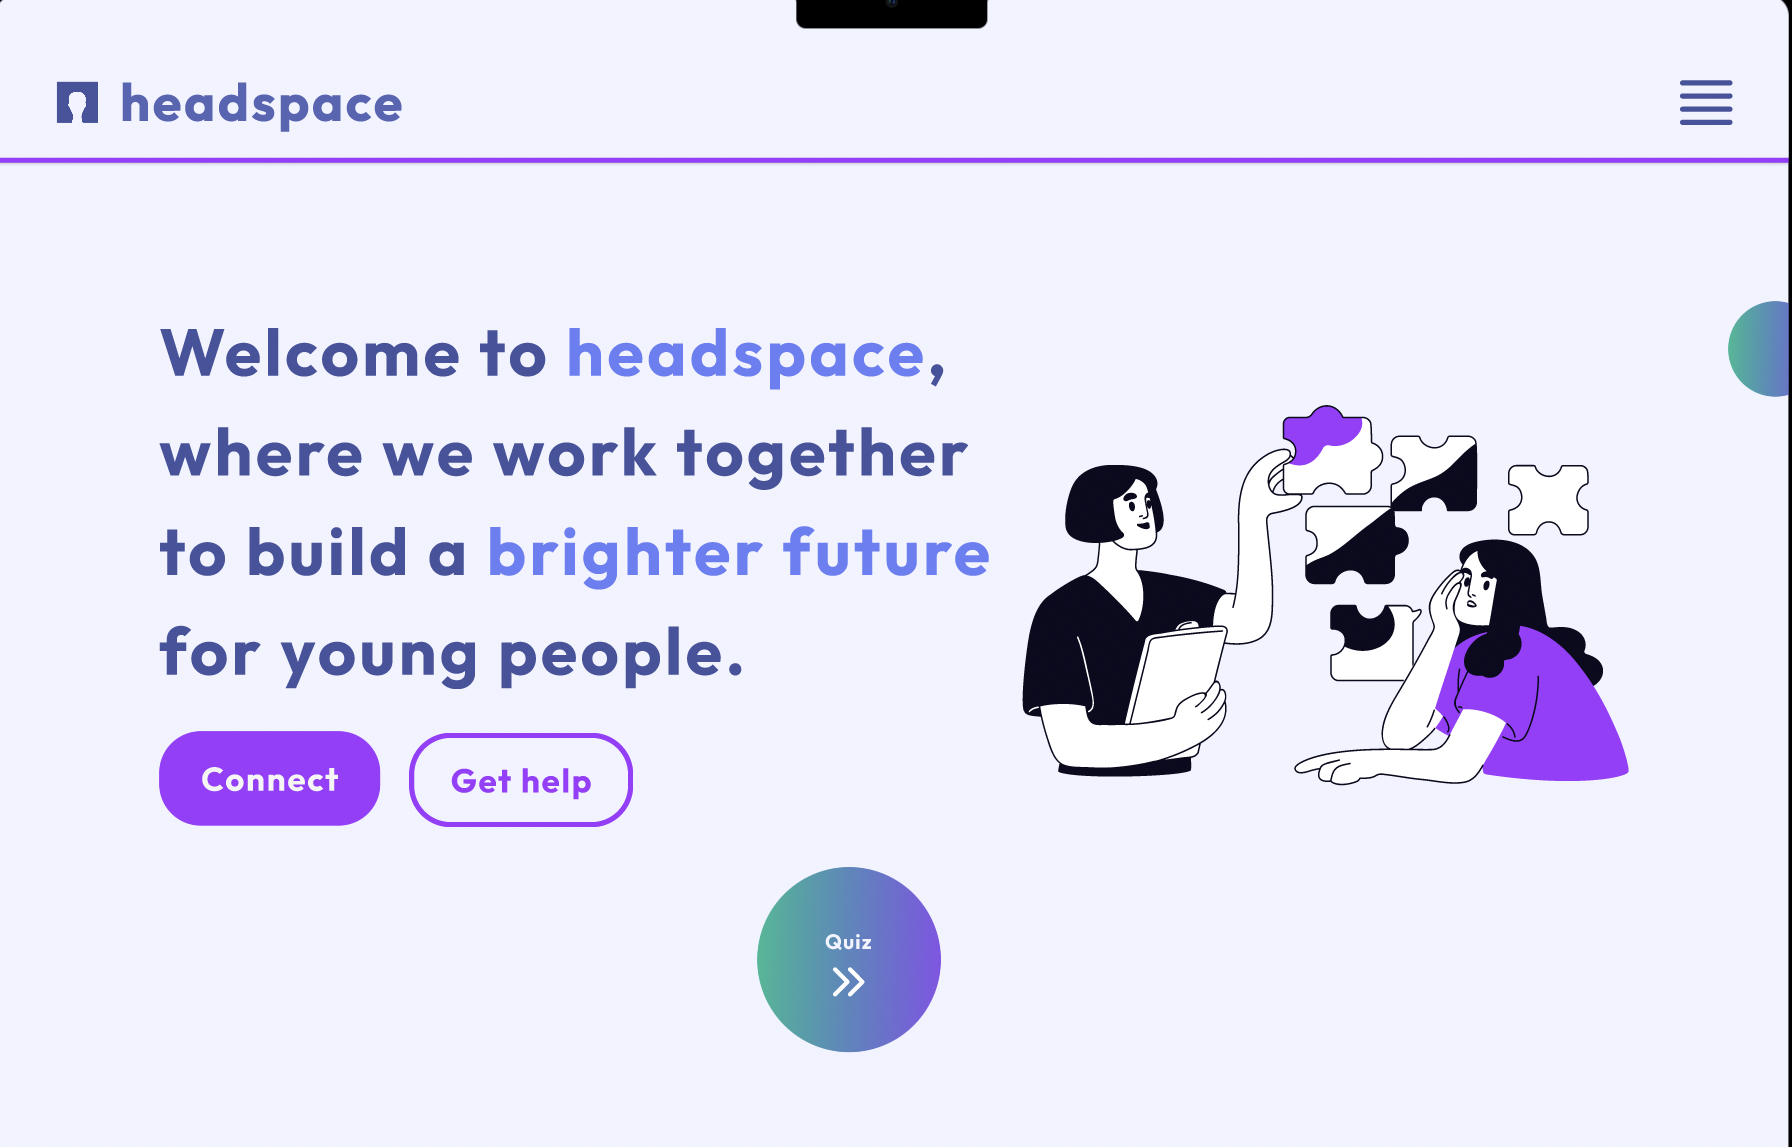 headspace
Welcome to headspace,
where we work together
to build a brighter future
for young people.
Connect
Get help
Quiz